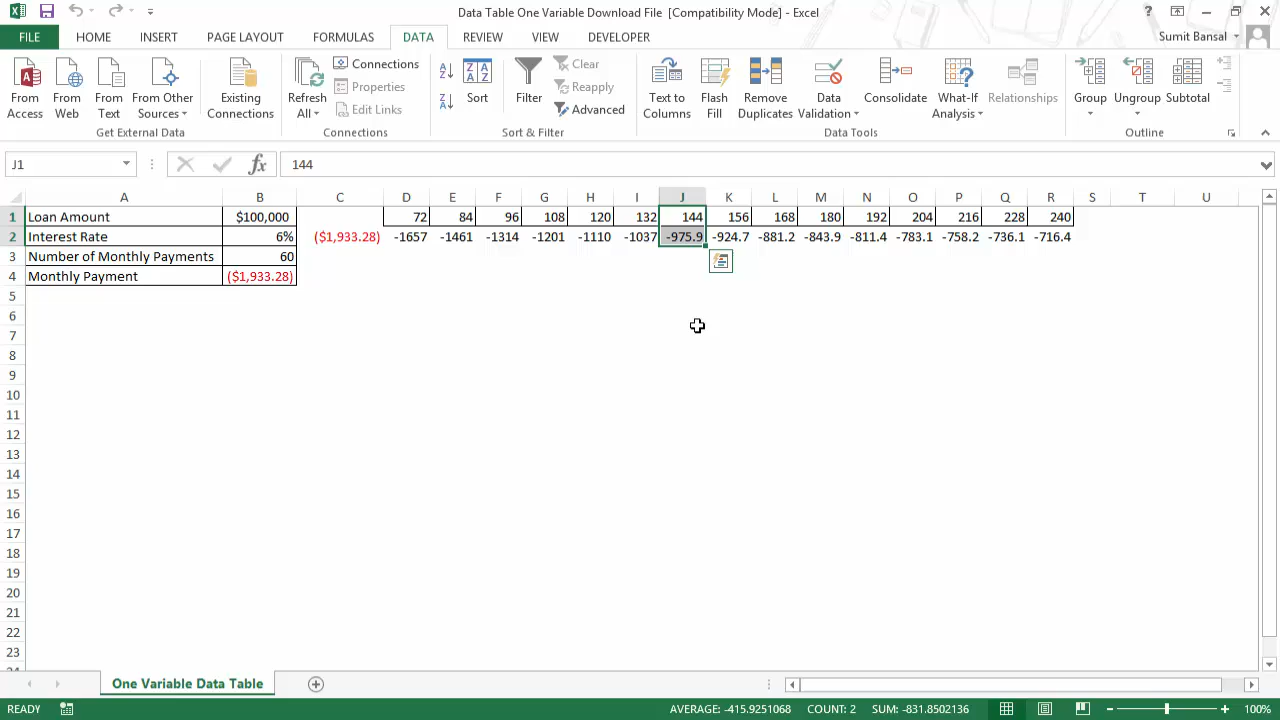 Data Table One Variable Download File [Compatibility Mode] - Excel
FILE HOME INSERT PAGE LAYOUT FORMULAS DATA REVIEW VIEW DEVELOPER Sumit Bansal
From Access
From Web
From Text
From Other Sources
Existing Connections
Get External Data
Refresh All
Connections
Properties
Edit Links
Connections
Sort
Filter
Clear
Reapply
Advanced
Sort & Filter
Text to Columns
Flash Fill
Remove Duplicates
Data Validation
Consolidate
What-If Analysis
Relationships
Data Tools
Group
Ungroup
Subtotal
Outline
J1 fx 144
A B C D E F G H I J K L M N O P Q R S T U
1 Loan Amount $100,000 72 84 96 108 120 132 144 156 168 180 192 204 216 228 240
2 Interest Rate 6% ($1,933.28) -1657 -1461 -1314 -1201 -1110 -1037 -975.9 -924.7 -881.2 -843.9 -811.4 -783.1 -758.2 -736.1 -716.4
3 Number of Monthly Payments 60
4 Monthly Payment ($1,933.28)
5
6
7
8
9
10
11
12
13
14
15
16
17
18
19
20
21
22
23
One Variable Data Table
READY AVERAGE: -415.9251068 COUNT: 2 SUM: -831.8502136 100%